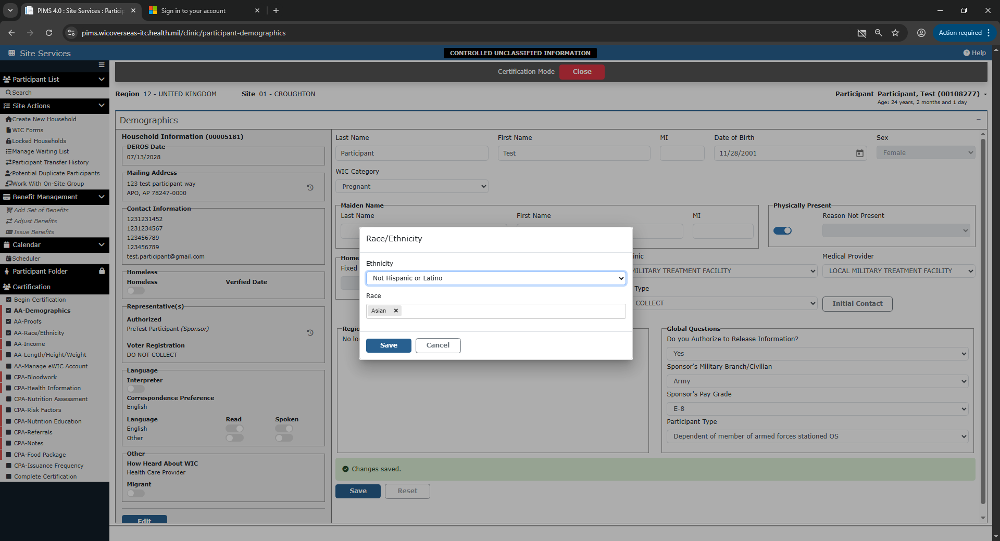 PIMS 4.0 : Site Services : Partici
Sign in to your account
pims.wicoverseas-itc.health.mil/clinic/participant-demographics
Action required
Site Services
CONTROLLED UNCLASSIFIED INFORMATION
Help
Certification Mode
Close
Participant List
Search
Site Actions
Create New Household
WIC Forms
Locked Households
Manage Waiting List
Participant Transfer History
Potential Duplicate Participants
Work With On-Site Group
Benefit Management
Add Set of Benefits
Adjust Benefits
Issue Benefits
Calendar
Scheduler
Participant Folder
Certification
Begin Certification
AA-Demographics
AA-Proofs
AA-Race/Ethnicity
AA-Income
AA-Length/Height/Weight
AA-Manage eWIC Account
CPA-Bloodwork
CPA-Health Information
CPA-Nutrition Assessment
CPA-Risk Factors
CPA-Nutrition Education
CPA-Referrals
CPA-Notes
CPA-Food Package
CPA-Issuance Frequency
Complete Certification
Region 12 - UNITED KINGDOM Site 01 - CROUGHTON
Participant Participant, Test (00108277)
Age: 24 years, 2 months and 1 day
Demographics
Household Information (00005181)
DEROS Date
07/13/2028
Mailing Address
123 test participant way
APO, AP 78247-0000
Contact Information
1231231452
1231234567
123456789
123456789
test.participant@gmail.com
Homeless
Homeless Verified Date
Representative(s)
Authorized
PreTest Participant (Sponsor)
Voter Registration
DO NOT COLLECT
Language
Interpreter
Correspondence Preference
English
Language Read Spoken
English
Other
Other
How Heard About WIC
Health Care Provider
Migrant
Edit
Last Name First Name MI Date of Birth Sex
Participant Test 11/28/2001 Female
WIC Category
Pregnant
Maiden Name
Last Name First Name MI
Physically Present
Reason Not Present
Home
Fixed
inic
MILITARY TREATMENT FACILITY
Medical Provider
LOCAL MILITARY TREATMENT FACILITY
Type
COLLECT
Initial Contact
Race/Ethnicity
Ethnicity
Not Hispanic or Latino
Race
Asian
Save
Cancel
Regio
No lo
Global Questions
Do you Authorize to Release Information?
Yes
Sponsor's Military Branch/Civilian
Army
Sponsor's Pay Grade
E-8
Participant Type
Dependent of member of armed forces stationed OS
Changes saved.
Save
Reset